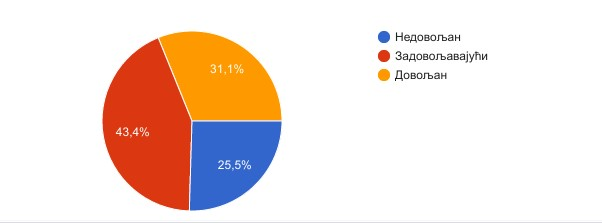 Недовољан
Задовољавајући
Довољан
31,1%
43,4%
25,5%